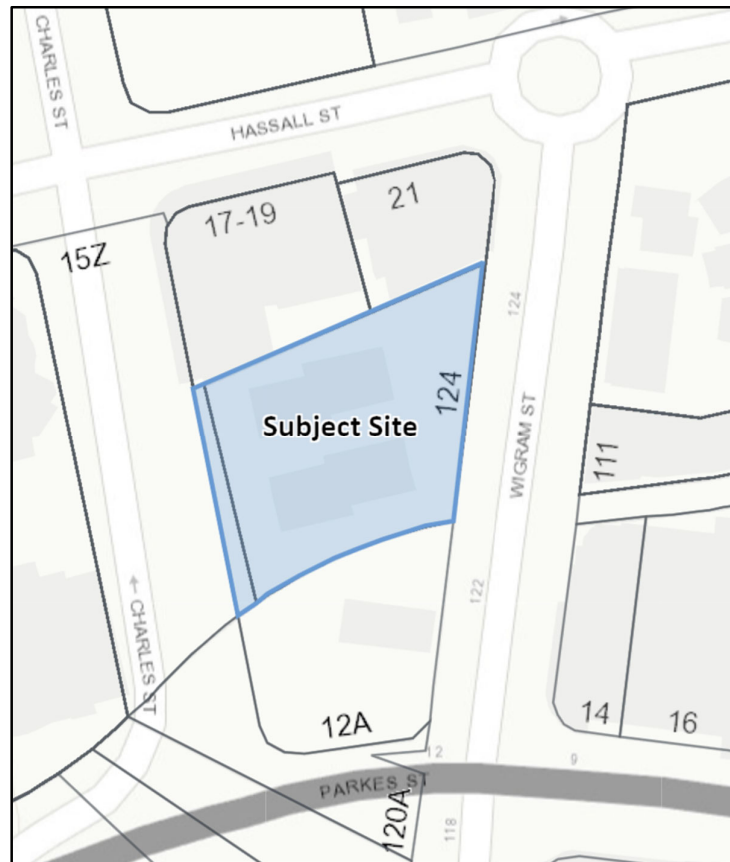 CHARLES ST
HASSALL ST
17-19
21
15Z
124
124
Subject Site
WIGRAM ST
111
122
← CHARLES ST
12A
14
16
12
9
PARKES ST
120A
118